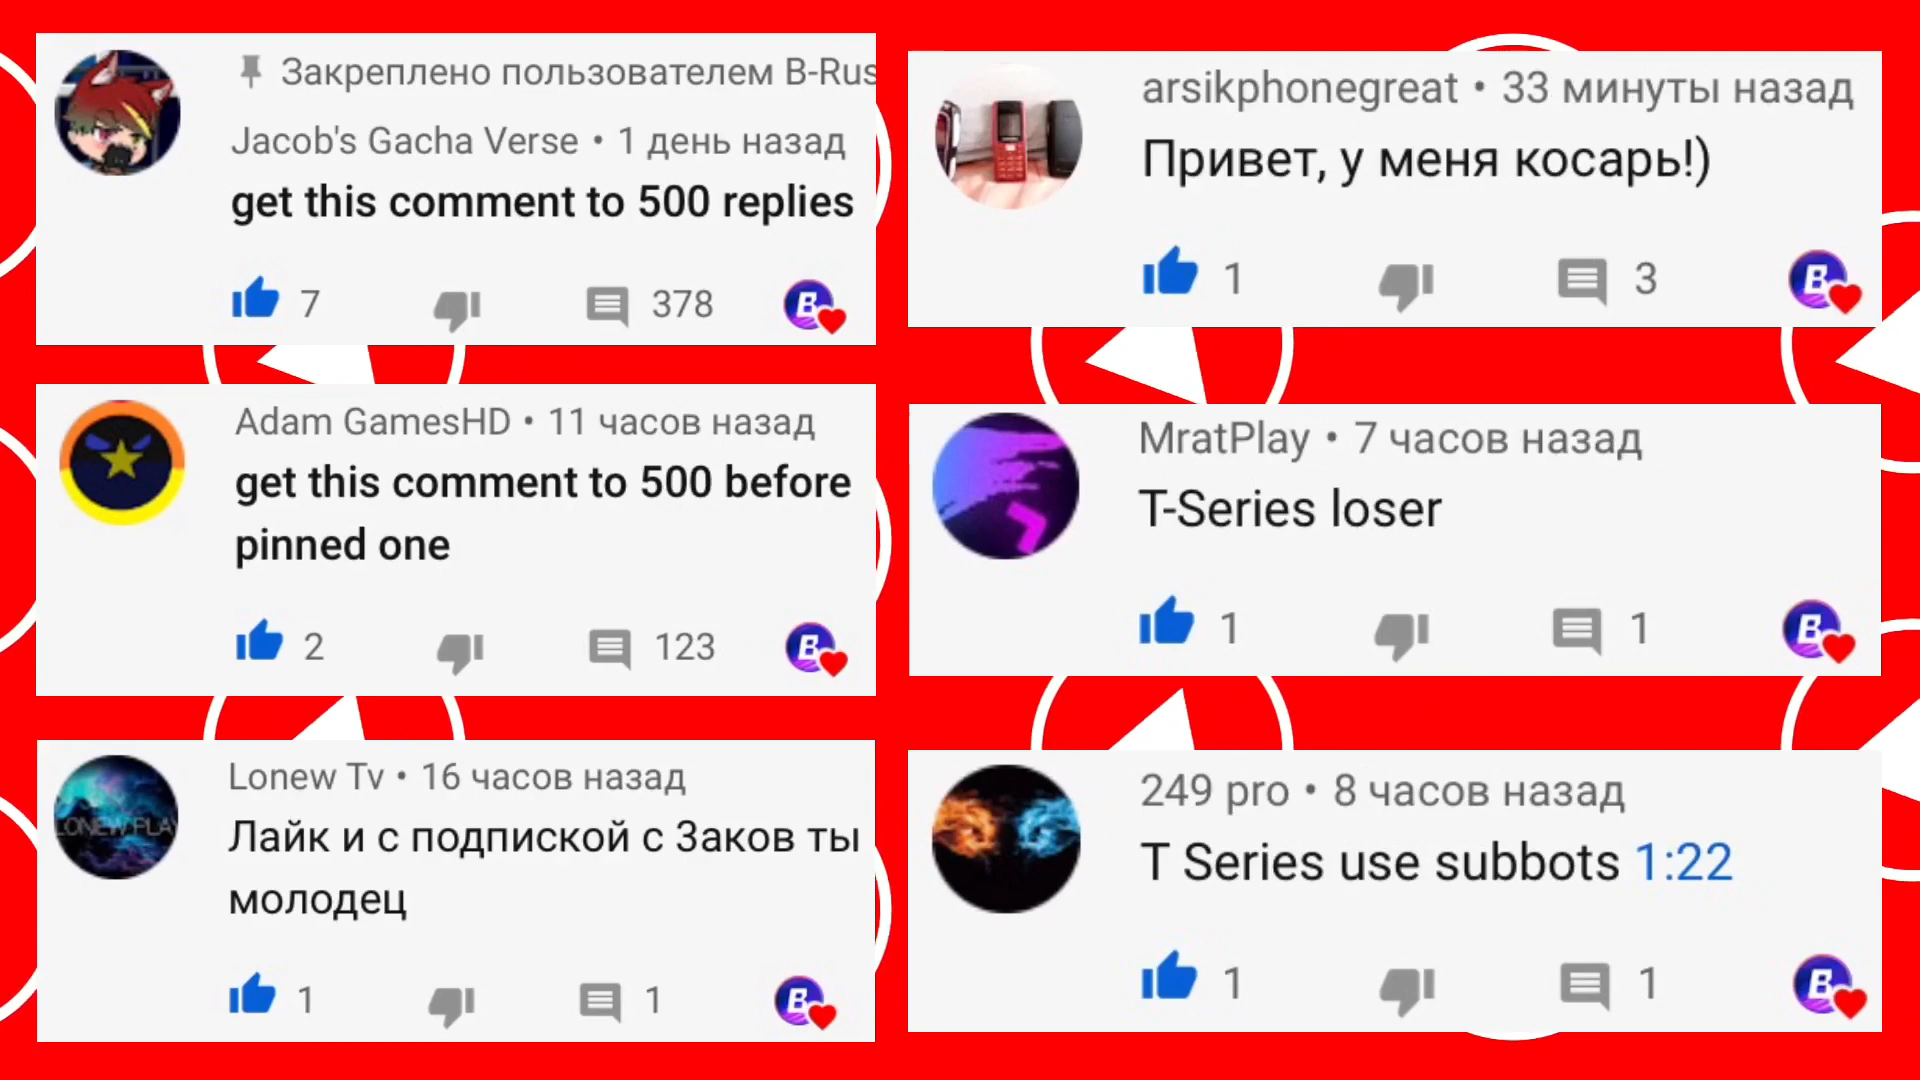 Закреплено пользователем B-Rus
Jacob's Gacha Verse • 1 день назад
get this comment to 500 replies
7 378 B
Adam GamesHD • 11 часов назад
get this comment to 500 before
pinned one
2 123 B
Lonew Tv • 16 часов назад
LONEW PLAY
Лайк и с подпиской с Заков ты
молодец
1 1 B
arsikphonegreat • 33 минуты назад
Привет, у меня косарь!)
1 3 B
MratPlay • 7 часов назад
T-Series loser
1 1 B
249 pro • 8 часов назад
T Series use subbots 1:22
1 1 B